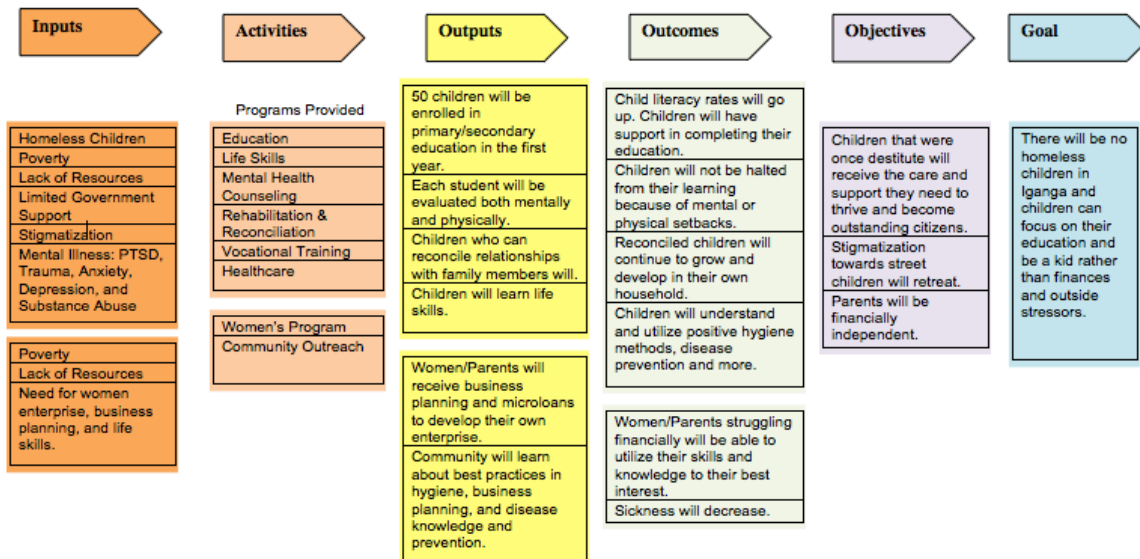 Inputs
Activities
Outputs
Outcomes
Objectives
Goal
Homeless Children
Poverty
Lack of Resources
Limited Government
Support
Stigmatization
Mental Illness: PTSD,
Trauma, Anxiety,
Depression, and
Substance Abuse
Poverty
Lack of Resources
Need for women
enterprise, business
planning, and life
skills.
Programs Provided
Education
Life Skills
Mental Health
Counseling
Rehabilitation &
Reconciliation
Vocational Training
Healthcare
Women's Program
Community Outreach
50 children will be
enrolled in
primary/secondary
education in the first
year.
Each student will be
evaluated both mentally
and physically.
Children who can
reconcile relationships
with family members will.
Children will learn life
skills.
Women/Parents will
receive business
planning and microloans
to develop their own
enterprise.
Community will learn
about best practices in
hygiene, business
planning, and disease
knowledge and
prevention.
Child literacy rates will go
up. Children will have
support in completing their
education.
Children will not be halted
from their learning
because of mental or
physical setbacks.
Reconciled children will
continue to grow and
develop in their own
household.
Children will understand
and utilize positive hygiene
methods, disease
prevention and more.
Women/Parents struggling
financially will be able to
utilize their skills and
knowledge to their best
interest.
Sickness will decrease.
Children that were
once destitute will
receive the care and
support they need to
thrive and become
outstanding citizens.
Stigmatization
towards street
children will retreat.
Parents will be
financially
independent.
There will be no
homeless
children in
Iganga and
children can
focus on their
education and
be a kid rather
than finances
and outside
stressors.